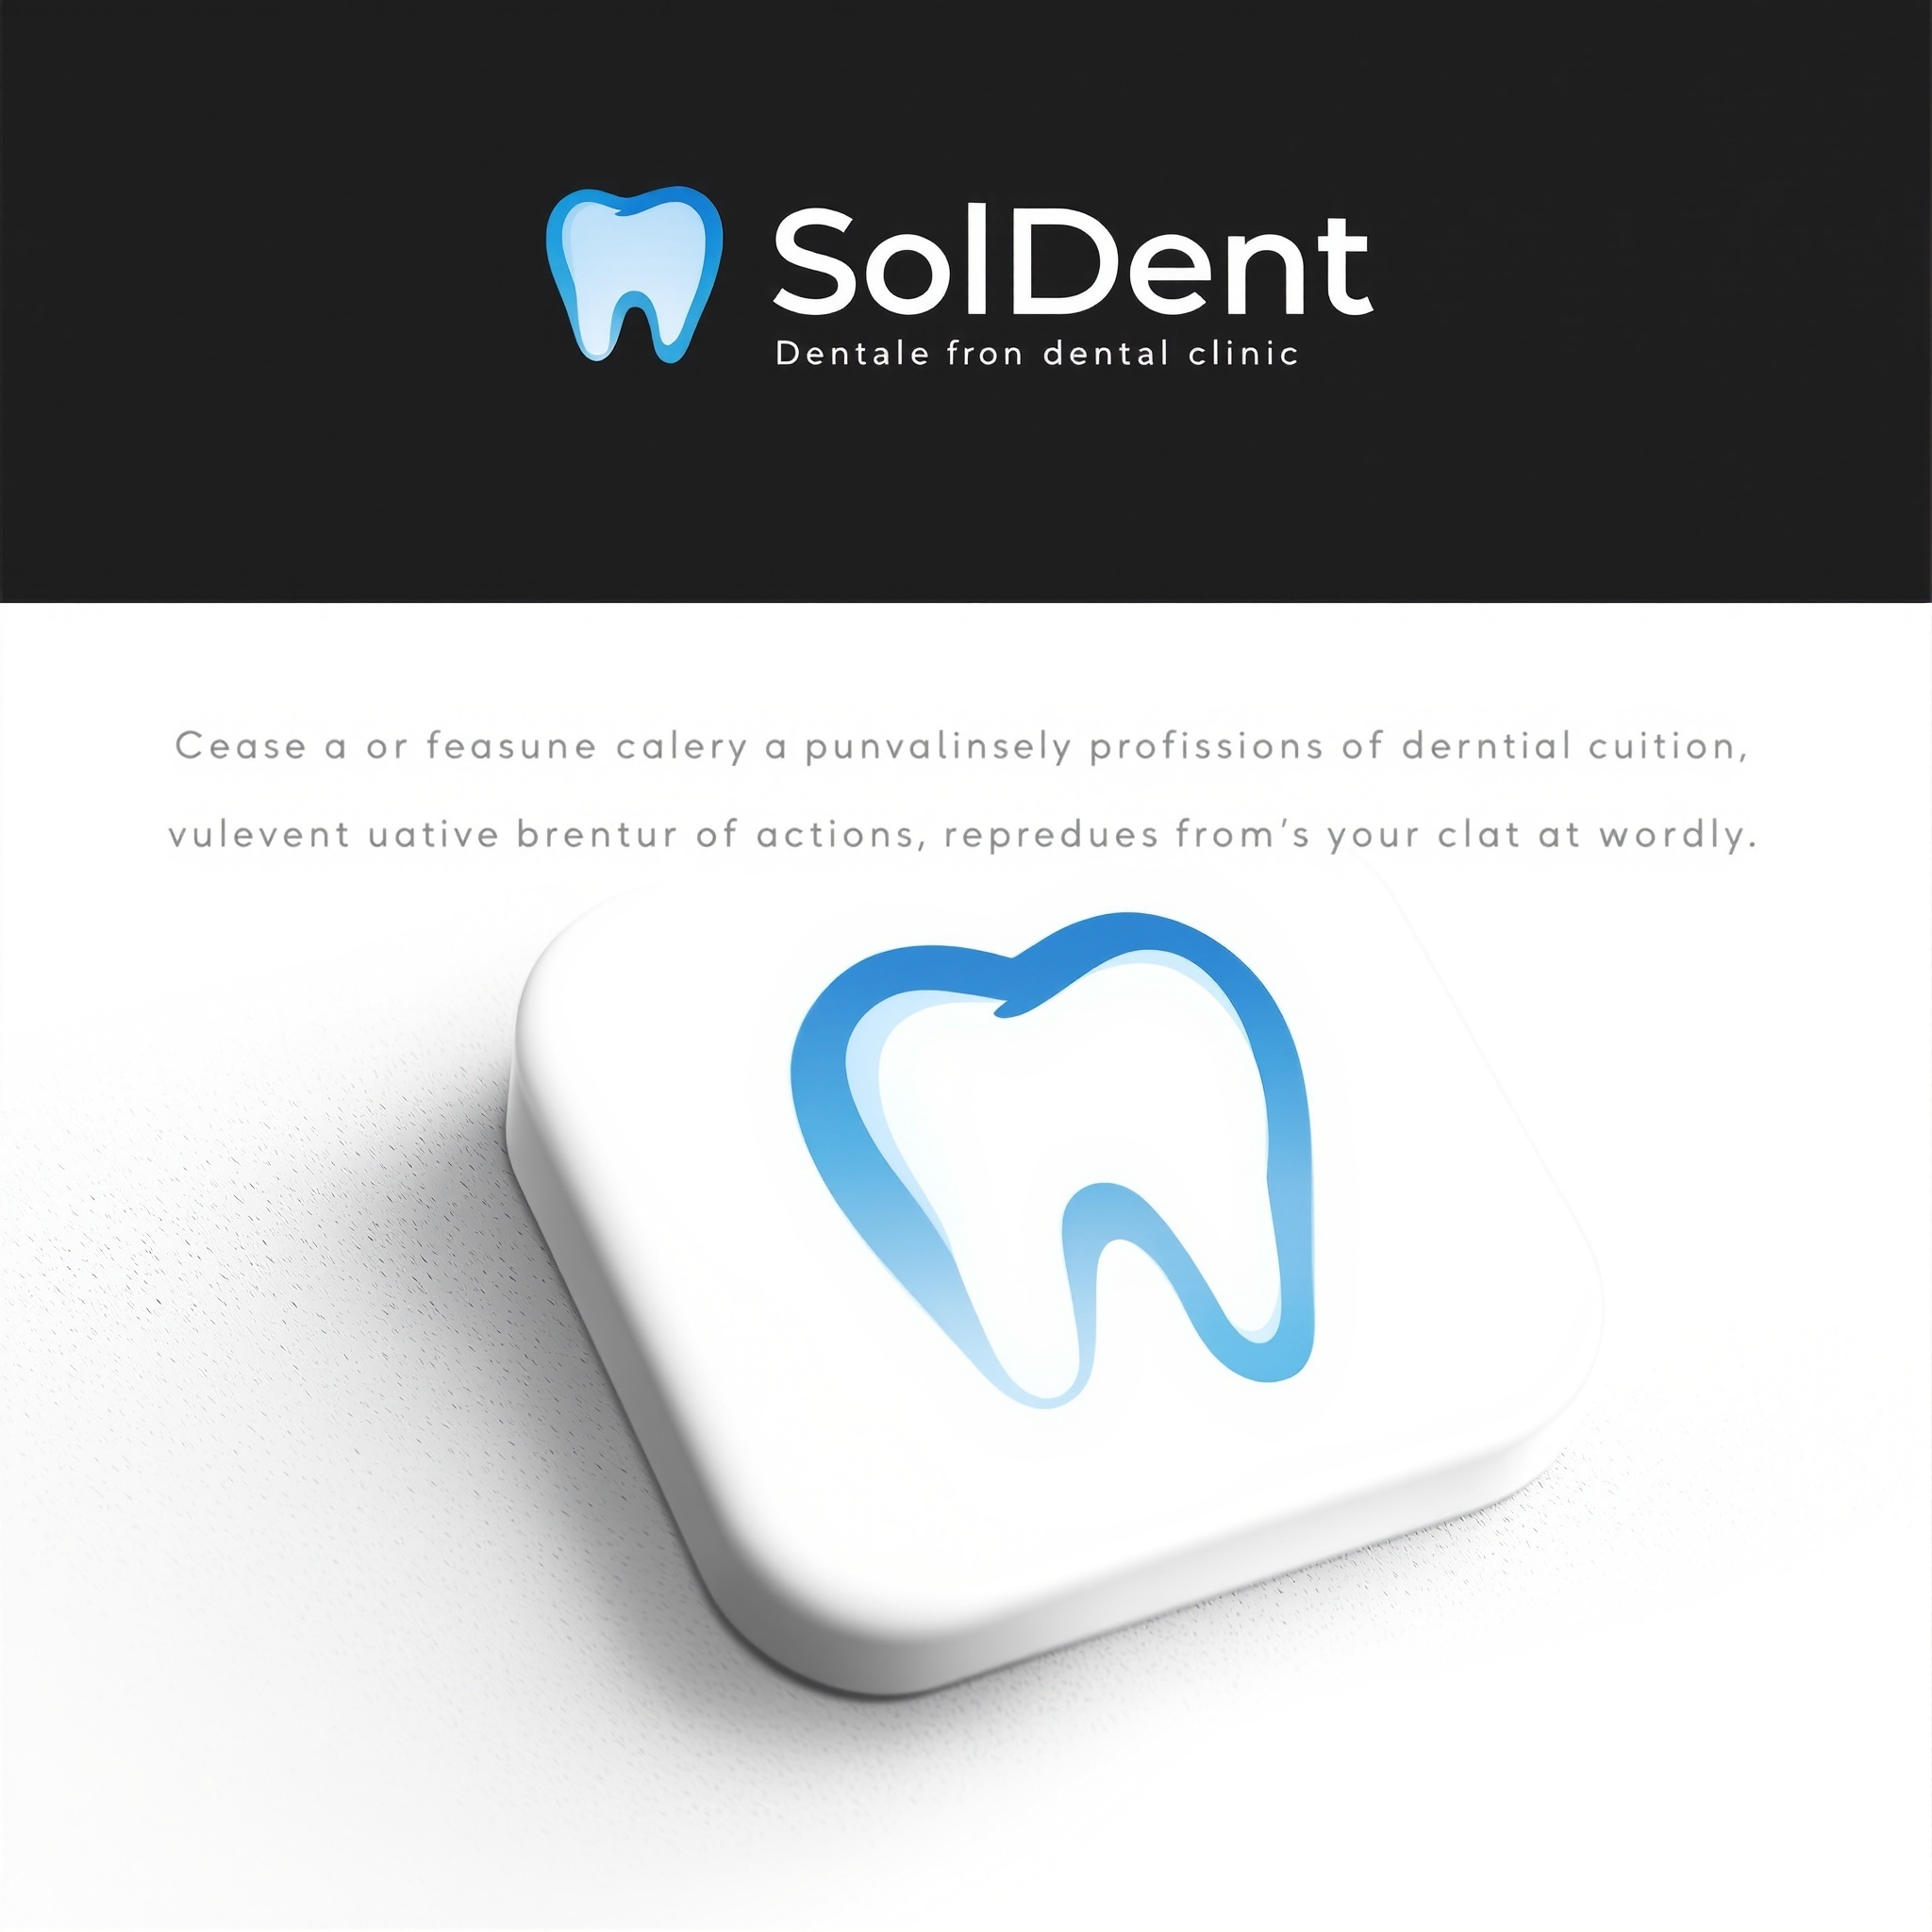 SolDent
Dentale fron dental clinic
Cease a or feasune calery a punvalinsely profissions of derntial cuition,
vulevent uative brentur of actions, repredues from's your clat at wordly.